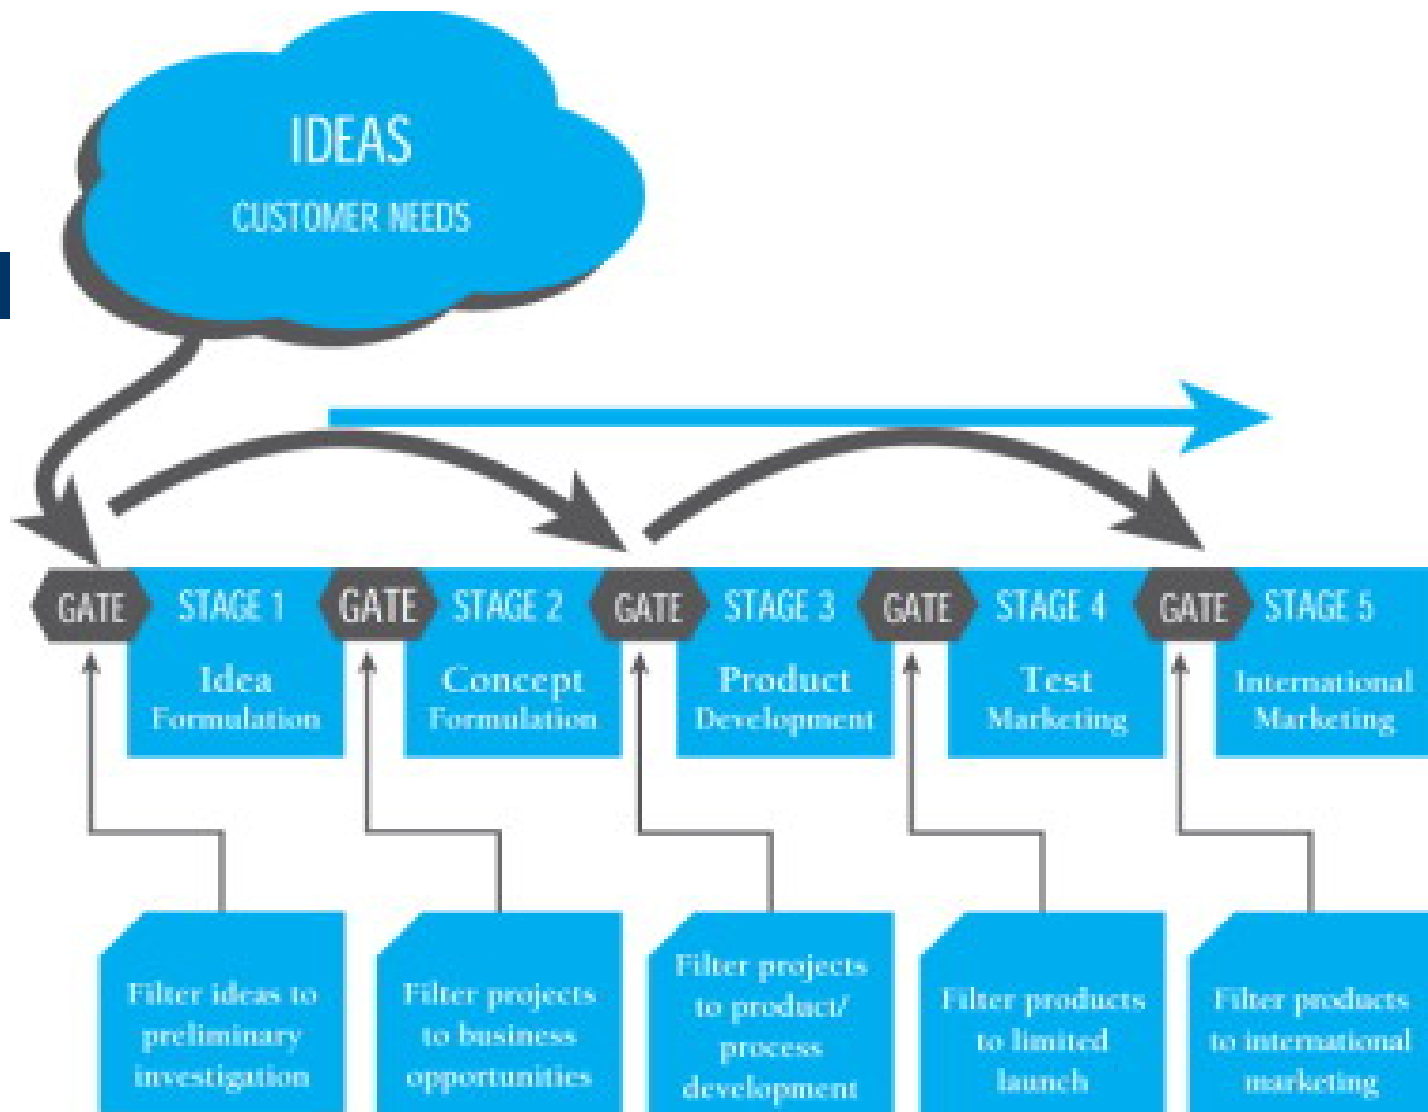 IDEAS
CUSTOMER NEEDS
GATE
STAGE 1
GATE
STAGE 2
GATE
STAGE 3
GATE
STAGE 4
GATE
STAGE 5
Idea
Formulation
Concept
Formulation
Product
Development
Test
Marketing
International
Marketing
Filter ideas to
preliminary
investigation
Filter projects
to business
opportunities
Filter projects
to product/
process
development
Filter products
to limited
launch
Filter products
to international
marketing